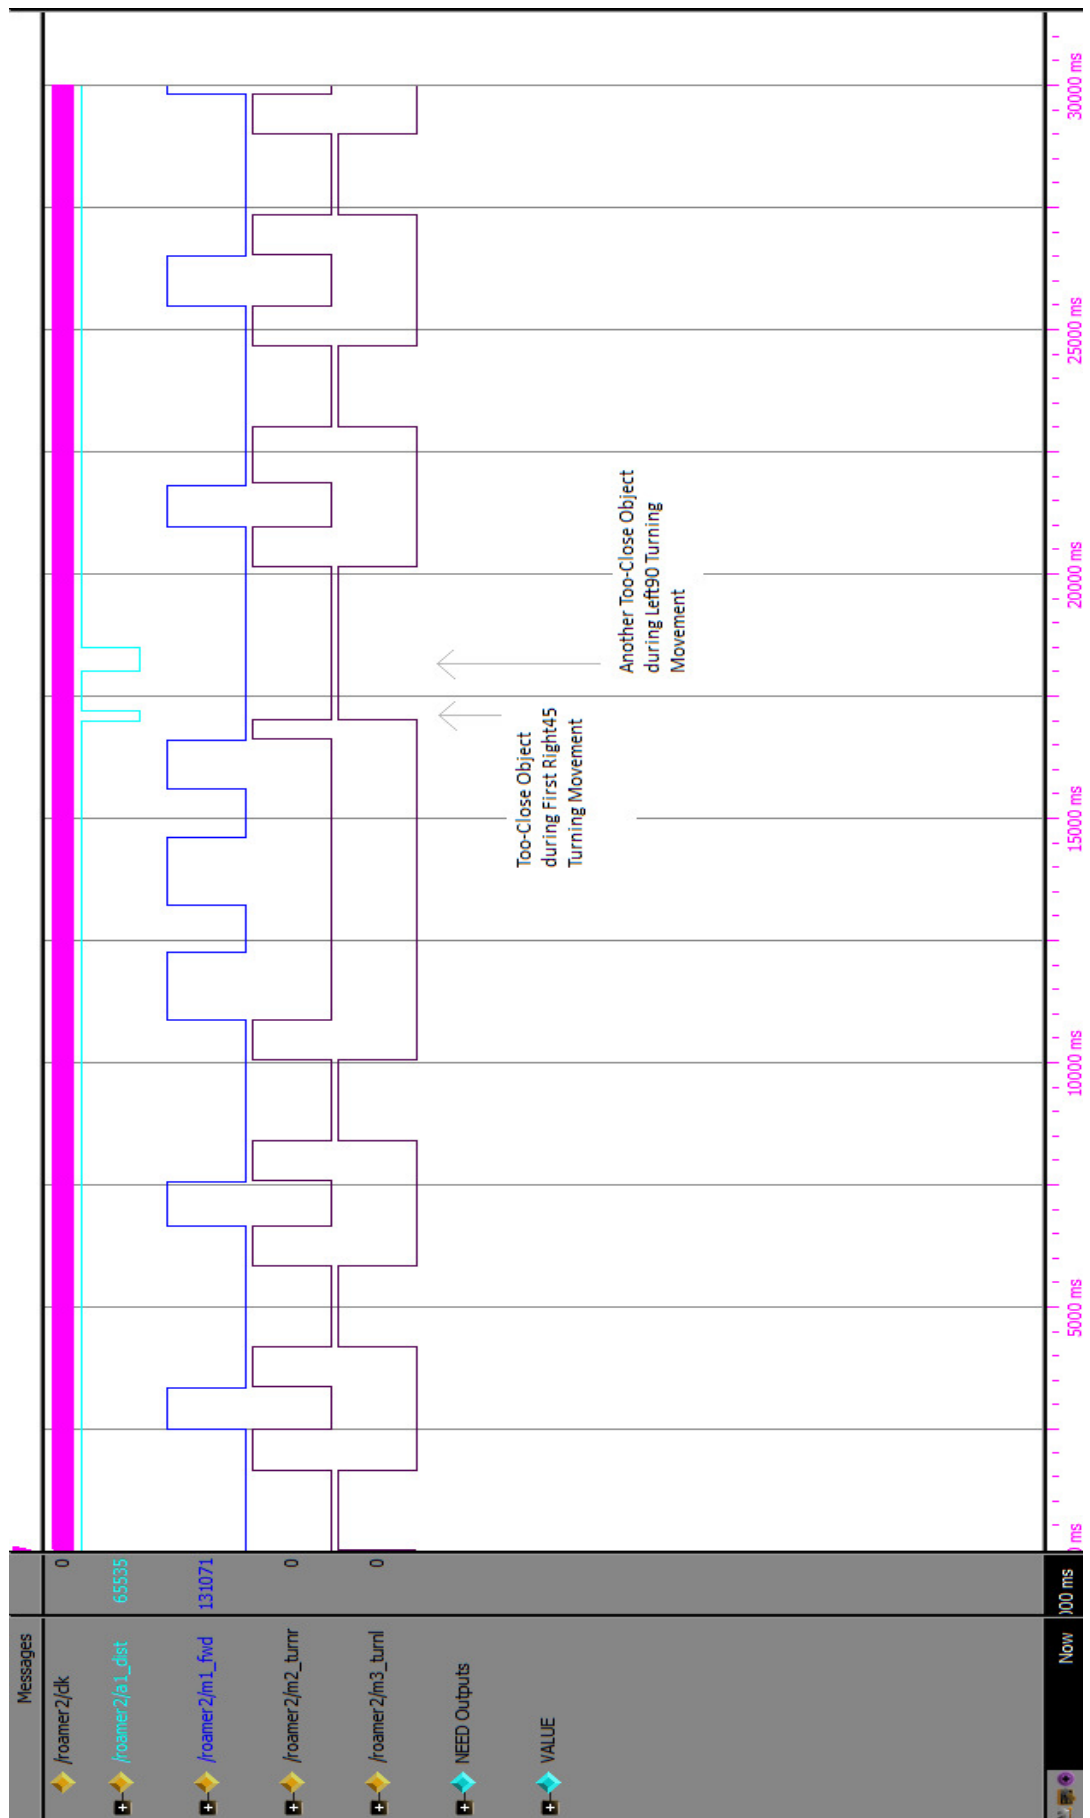 Messages
/roamer2/clk
0
/roamer2/a1_dist
65535
/roamer2/m1_fwd
131071
/roamer2/m2_turnr
0
/roamer2/m3_turnl
0
NEED Outputs
VALUE
Too-Close Object
during First Right45
Turning Movement
Another Too-Close Object
during Left90 Turning
Movement
Now
000 ms
ms
5000 ms
10000 ms
15000 ms
20000 ms
25000 ms
30000 ms